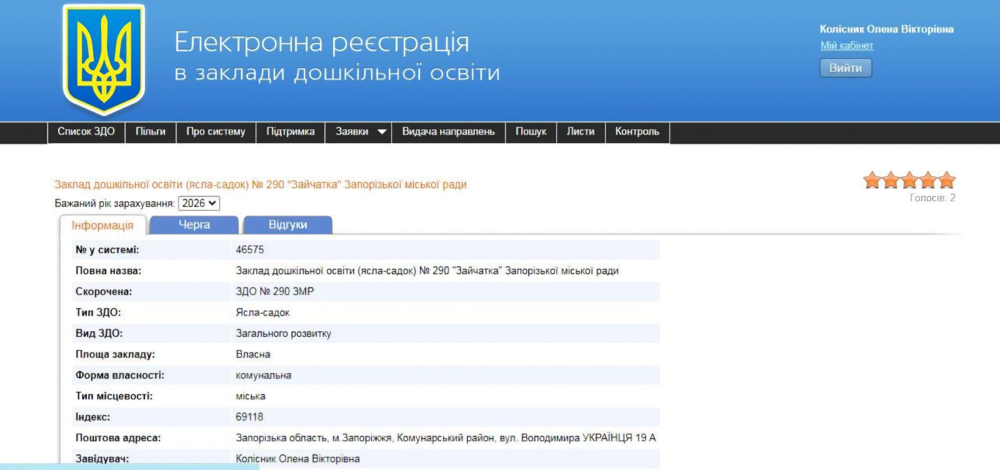 Електронна реєстрація
в заклади дошкільної освіти
Колісник Олена Вікторівна
Мій кабінет
Вийти
Список ЗДО Пільги Про систему Підтримка Заявки Видача направлень Пошук Листи Контроль
Заклад дошкільної освіти (ясла-садок) № 290 "Зайчатка" Запорізької міської ради
Голосів: 2
Бажаний рік зарахування: 2026
Інформація Черга Відгуки
№ у системі: 46575
Повна назва: Заклад дошкільної освіти (ясла-садок) № 290 "Зайчатка" Запорізької міської ради
Скорочена: ЗДО № 290 ЗМР
Тип ЗДО: Ясла-садок
Вид ЗДО: Загального розвитку
Площа закладу: Власна
Форма власності: комунальна
Тип місцевості: міська
Індекс: 69118
Поштова адреса: Запорізька область, м.Запоріжжя, Комунарський район, вул. Володимира УКРАЇНЦЯ 19 А
Завідувач: Колісник Олена Вікторівна